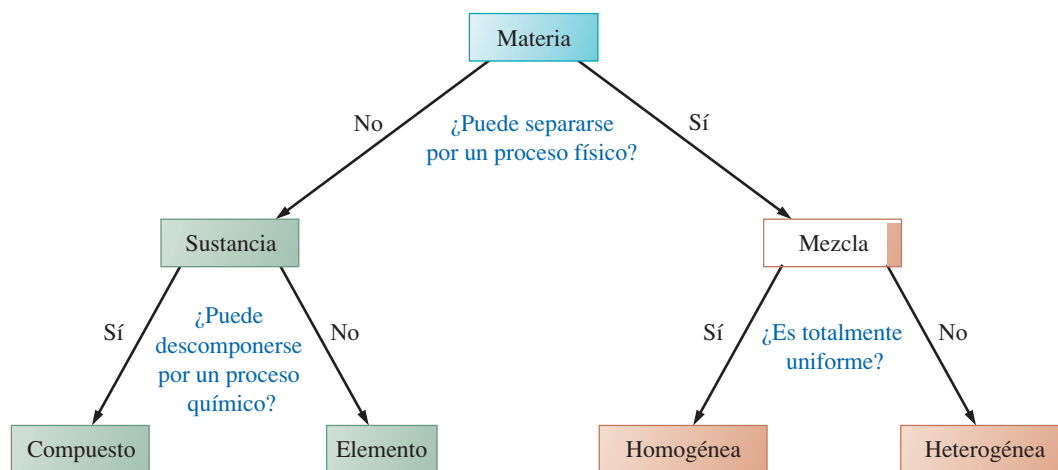 Materia
No
¿Puede separarse
por un proceso físico?
Sí
Sustancia
Mezcla
Sí
¿Puede
descomponerse
por un proceso
químico?
No
Sí
¿Es totalmente
uniforme?
No
Compuesto
Elemento
Homogénea
Heterogénea